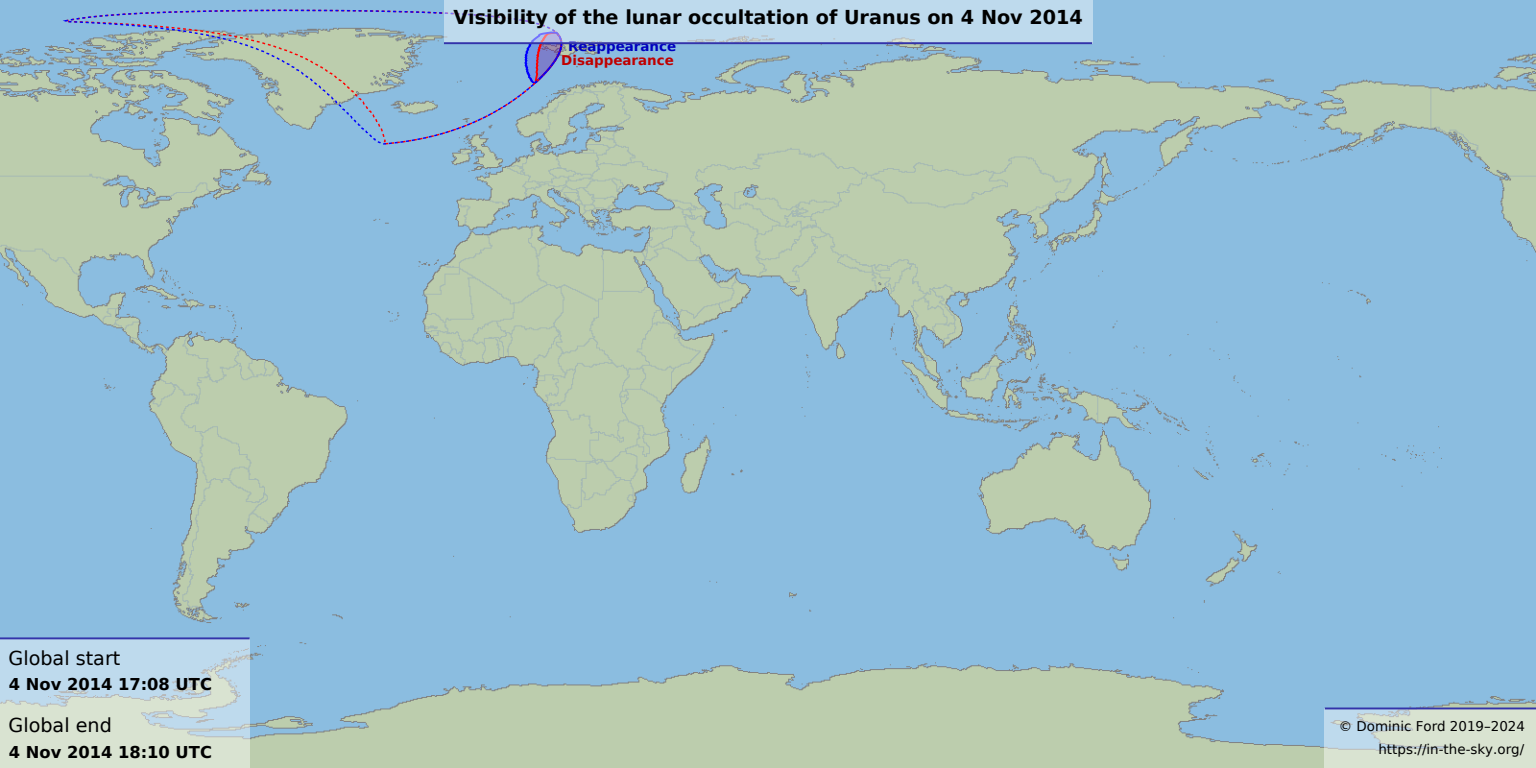 Visibility of the lunar occultation of Uranus on 4 Nov 2014
Reappearance
Disappearance
Global start
4 Nov 2014 17:08 UTC
Global end
4 Nov 2014 18:10 UTC
© Dominic Ford 2019–2024
https://in-the-sky.org/